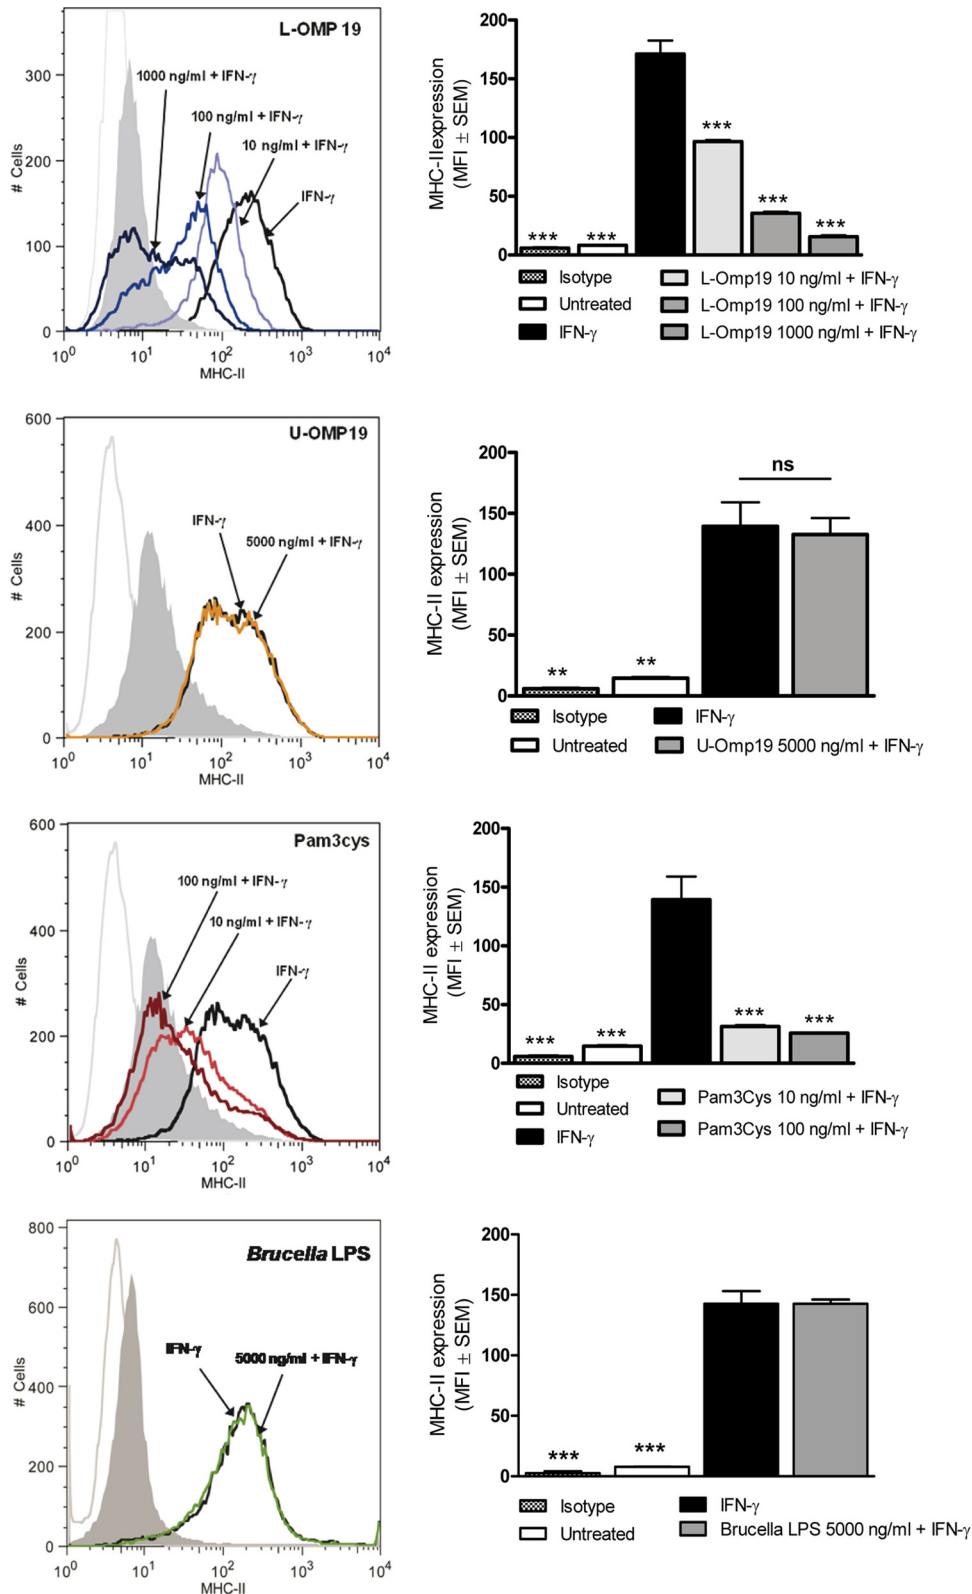 L-OMP 19
1000 ng/ml + IFN-γ
100 ng/ml + IFN-γ
10 ng/ml + IFN-γ
IFN-γ
# Cells
300
200
100
0
10^0 10^1 10^2 10^3 10^4
MHC-II
MHC-IIexpression
(MFI ± SEM)
200
150
100
50
0
*** *** *** *** ***
Isotype
Untreated
IFN-γ
L-Omp19 10 ng/ml + IFN-γ
L-Omp19 100 ng/ml + IFN-γ
L-Omp19 1000 ng/ml + IFN-γ
U-OMP19
IFN-γ
5000 ng/ml + IFN-γ
# Cells
600
400
200
0
10^0 10^1 10^2 10^3 10^4
MHC-II
MHC-II expression
(MFI ± SEM)
200
150
100
50
0
** ** ns
Isotype
Untreated
IFN-γ
U-Omp19 5000 ng/ml + IFN-γ
Pam3cys
100 ng/ml + IFN-γ
10 ng/ml + IFN-γ
IFN-γ
# Cells
600
400
200
0
10^0 10^1 10^2 10^3 10^4
MHC-II
MHC-II expression
(MFI ± SEM)
200
150
100
50
0
*** *** *** ***
Isotype
Untreated
IFN-γ
Pam3Cys 10 ng/ml + IFN-γ
Pam3Cys 100 ng/ml + IFN-γ
Brucella LPS
IFN-γ
5000 ng/ml + IFN-γ
# Cells
800
600
400
200
0
10^0 10^1 10^2 10^3 10^4
MHC-II
MHC-II expression
(MFI ± SEM)
200
150
100
50
0
*** ***
Isotype
Untreated
IFN-γ
Brucella LPS 5000 ng/ml + IFN-γ